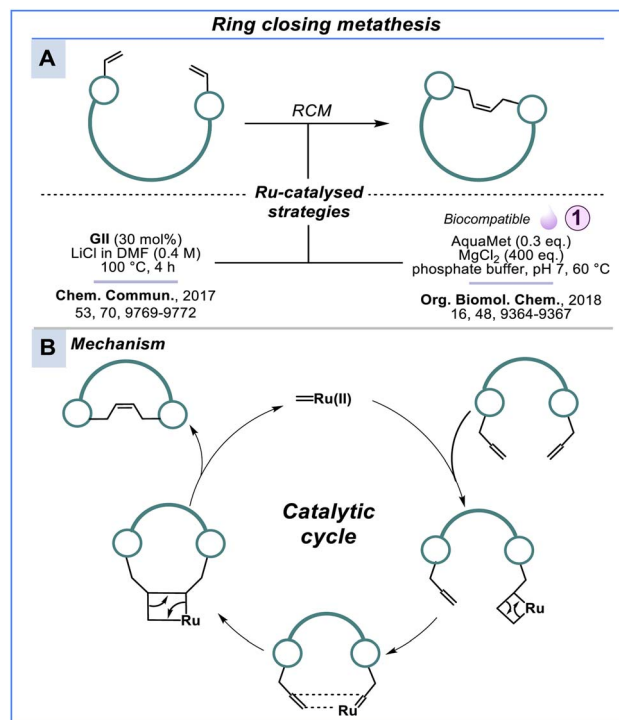 Ring closing metathesis
A
RCM
Ru-catalysed
strategies
GII (30 mol%)
LiCl in DMF (0.4 M)
100 °C, 4 h
Chem. Commun., 2017
53, 70, 9769-9772
Biocompatible 1
AquaMet (0.3 eq.)
MgCl₂ (400 eq.)
phosphate buffer, pH 7, 60 °C
Org. Biomol. Chem., 2018
16, 48, 9364-9367
B Mechanism
=Ru(II)
Catalytic
cycle
Ru
Ru
Ru